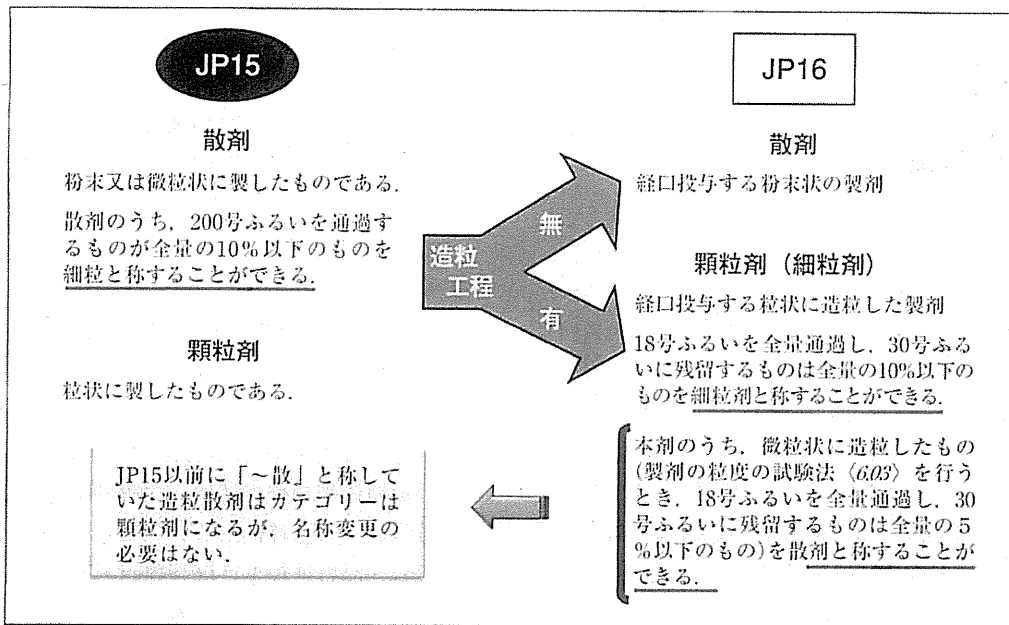 JP15
散剤
粉末又は微粒状に製したものである.
散剤のうち,200号ふるいを通過す
るものが全量の10%以下のものを
細粒と称することができる.
顆粒剤
粒状に製したものである.
JP15以前に「~散」と称して
いた造粒散剤はカテゴリーは
顆粒剤になるが,名称変更の
必要はない.
造粒
工程
無
有
JP16
散剤
経口投与する粉末状の製剤
顆粒剤(細粒剤)
経口投与する粒状に造粒した製剤
18号ふるいを全量通過し,30号ふる
いに残留するものは全量の10%以下の
ものを細粒剤と称することができる.
本剤のうち,微粒状に造粒したもの
(製剤の粒度の試験法〈6.03〉を行う
とき,18号ふるいを全量通過し,30
号ふるいに残留するものは全量の5
%以下のもの)を散剤と称することが
できる.